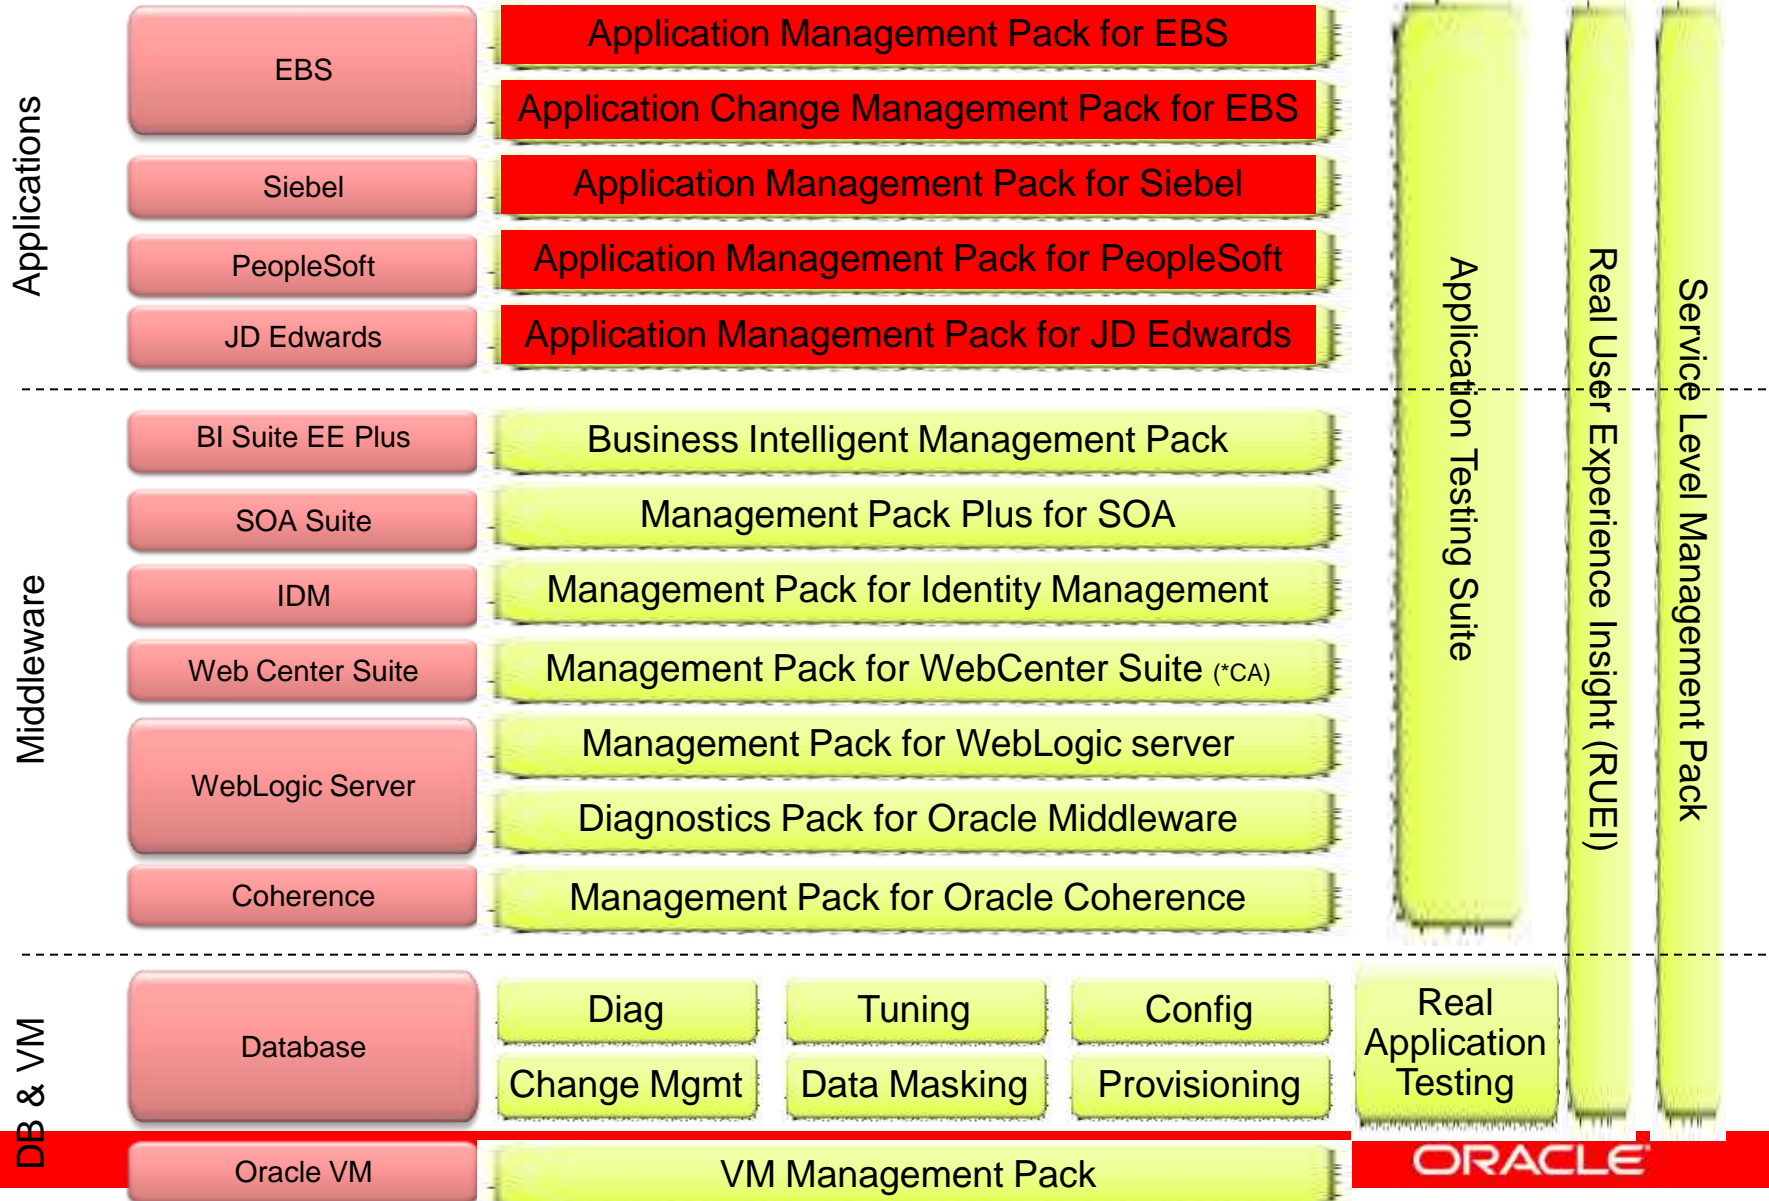 Applications
EBS
Application Management Pack for EBS
Application Change Management Pack for EBS
Siebel
Application Management Pack for Siebel
PeopleSoft
Application Management Pack for PeopleSoft
JD Edwards
Application Management Pack for JD Edwards
Middleware
BI Suite EE Plus
Business Intelligent Management Pack
SOA Suite
Management Pack Plus for SOA
IDM
Management Pack for Identity Management
Web Center Suite
Management Pack for WebCenter Suite (*CA)
WebLogic Server
Management Pack for WebLogic server
Diagnostics Pack for Oracle Middleware
Coherence
Management Pack for Oracle Coherence
Application Testing Suite
Real User Experience Insight (RUEI)
Service Level Management Pack
DB & VM
Database
Diag
Tuning
Config
Change Mgmt
Data Masking
Provisioning
Real
Application
Testing
Oracle VM
VM Management Pack
ORACLE